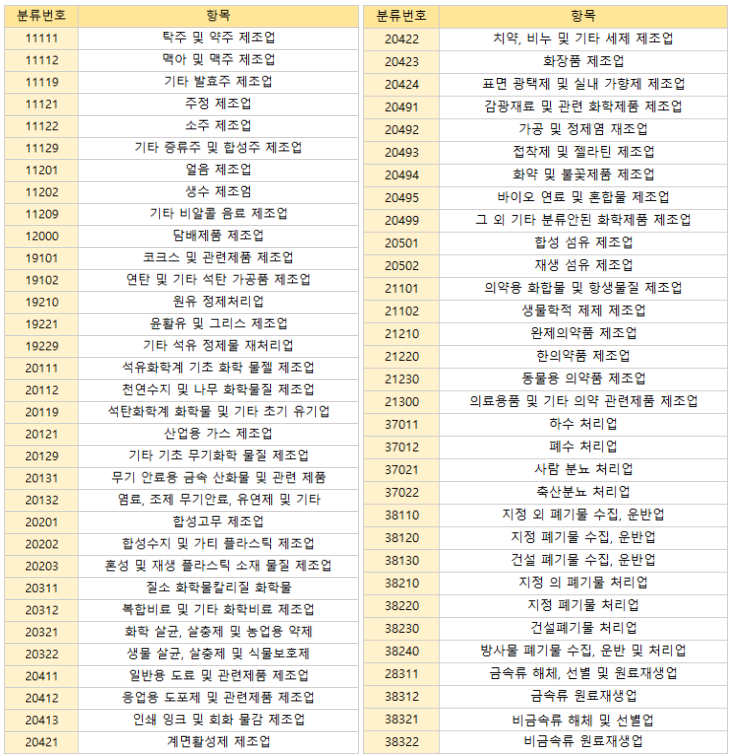 분류번호 항목
11111 탁주 및 약주 제조업
11112 맥아 및 맥주 제조업
11119 기타 발효주 제조업
11121 주정 제조업
11122 소주 제조업
11129 기타 증류주 및 합성주 제조업
11201 얼음 제조업
11202 생수 제조엄
11209 기타 비알콜 음료 제조업
12000 담배제품 제조업
19101 코크스 및 관련제품 제조업
19102 연탄 및 기타 석탄 가공품 제조업
19210 원유 정제처리업
19221 윤활유 및 그리스 제조업
19229 기타 석유 정제물 재처리업
20111 석유화학계 기초 화학 물젤 제조업
20112 천연수지 및 나무 화학물질 제조업
20119 석탄화학계 화학물 및 기타 초기 유기업
20121 산업용 가스 제조업
20129 기타 기초 무기화학 물질 제조업
20131 무기 안료용 금속 산화물 및 관련 제품
20132 염료, 조제 무기안료, 유연제 및 기타
20201 합성고무 제조업
20202 합성수지 및 가티 플라스틱 제조업
20203 혼성 및 재생 플라스틱 소재 물질 제조업
20311 질소 화학물칼리질 화학물
20312 복합비료 및 기타 화학비료 제조업
20321 화학 살균, 살충제 및 농업용 약제
20322 생물 살균, 살충제 및 식물보호제
20411 일반용 도료 및 관련제품 제조업
20412 응업용 도포제 및 관련제품 제조업
20413 인쇄 잉크 및 회화 물감 제조업
20421 계면활성제 제조업
분류번호 항목
20422 치약, 비누 및 기타 세제 제조업
20423 화장품 제조업
20424 표면 광택제 및 실내 가향제 제조업
20491 감광재료 및 관련 화학제품 제조업
20492 가공 및 정제염 재조업
20493 접착제 및 젤라틴 제조업
20494 화약 및 불꽃제품 제조업
20495 바이오 연료 및 혼합물 제조업
20499 그 외 기타 분류안된 화학제품 제조업
20501 합성 섬유 제조업
20502 재생 섬유 제조업
21101 의약용 화합물 및 항생물질 제조업
21102 생물학적 제제 제조업
21210 완제의약품 제조업
21220 한의약품 제조업
21230 동물용 의약품 제조업
21300 의료용품 및 기타 의약 관련제품 제조업
37011 하수 처리업
37012 폐수 처리업
37021 사람 분뇨 처리업
37022 축산분뇨 처리업
38110 지정 외 폐기물 수집, 운반업
38120 지정 폐기물 수집, 운반업
38130 건설 폐기물 수집, 운반업
38210 지정 의 폐기물 처리업
38220 지정 폐기물 처리업
38230 건설폐기물 처리업
38240 방사물 폐기물 수집, 운반 및 처리업
28311 금속류 해체, 선별 및 원료재생업
38312 금속류 원료재생업
38321 비금속류 해체 및 선별업
38322 비금속류 원료재생업